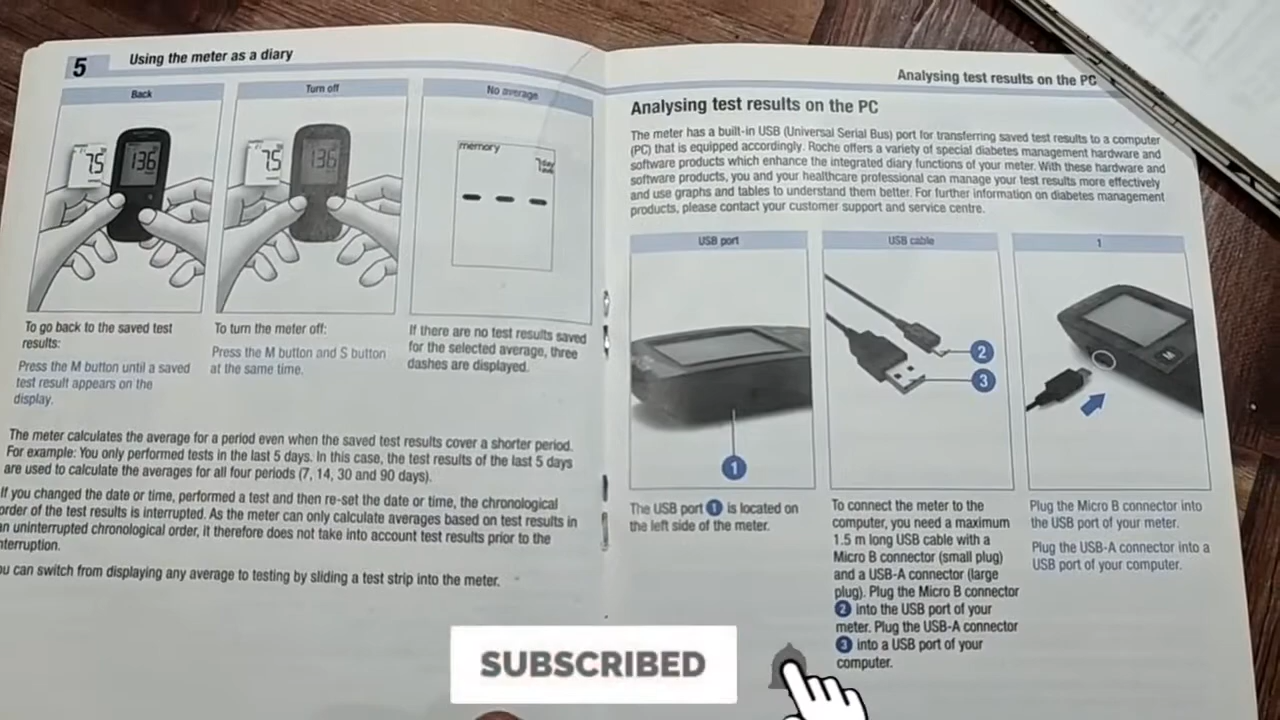 5
Using the meter as a diary
Back
Turn off
No average
75
136
75
136
memory
To go back to the saved test
results:
Press the M button until a saved
test result appears on the
display.
To turn the meter off:
Press the M button and S button
at the same time.
If there are no test results saved
for the selected average, three
dashes are displayed.
The meter calculates the average for a period even when the saved test results cover a shorter period.
For example: You only performed tests in the last 5 days. In this case, the test results of the last 5 days
are used to calculate the averages for all four periods (7, 14, 30 and 90 days).
If you changed the date or time, performed a test and then re-set the date or time, the chronological
order of the test results is interrupted. As the meter can only calculate averages based on test results in
an uninterrupted chronological order, it therefore does not take into account test results prior to the
nterruption.
ou can switch from displaying any average to testing by sliding a test strip into the meter.
Analysing test results on the PC
Analysing test results on the PC
The meter has a built-in USB (Universal Serial Bus) port for transferring saved test results to a computer
(PC) that is equipped accordingly. Roche offers a variety of special diabetes management hardware and
software products which enhance the integrated diary functions of your meter. With these hardware and
software products, you and your healthcare professional can manage your test results more effectively
and use graphs and tables to understand them better. For further information on diabetes management
products, please contact your customer support and service centre.
USB port
USB cable
1
2
3
M
1
The USB port 1 is located on
the left side of the meter.
To connect the meter to the
computer, you need a maximum
1.5 m long USB cable with a
Micro B connector (small plug)
and a USB-A connector (large
plug). Plug the Micro B connector
2 into the USB port of your
meter. Plug the USB-A connector
3 into a USB port of your
computer.
Plug the Micro B connector into
the USB port of your meter.
Plug the USB-A connector into a
USB port of your computer.
SUBSCRIBED